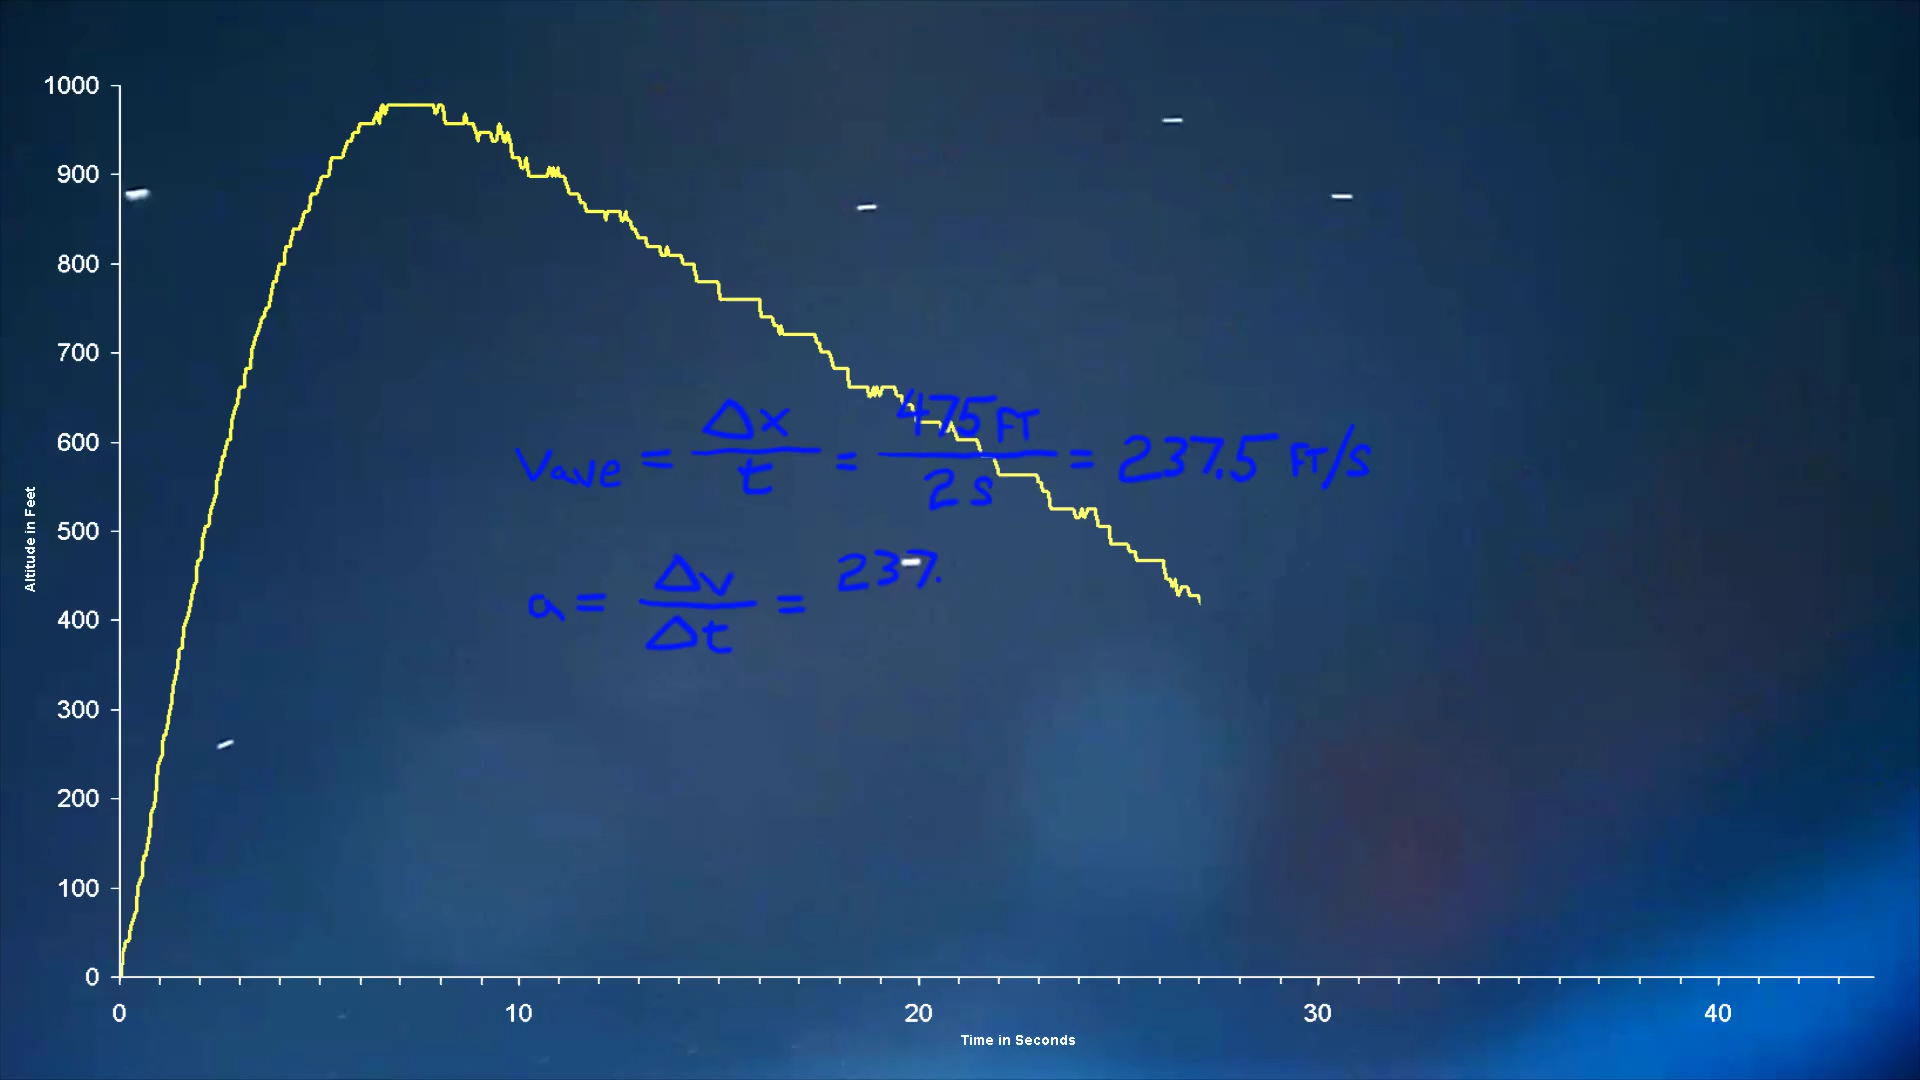 1000
900
800
700
600
500
400
300
200
100
0
Altitude in Feet
Vave = Δx / t = 475 FT / 2 s = 237.5 FT/s
a = Δv / Δt = 237.
0 10 20 30 40
Time in Seconds